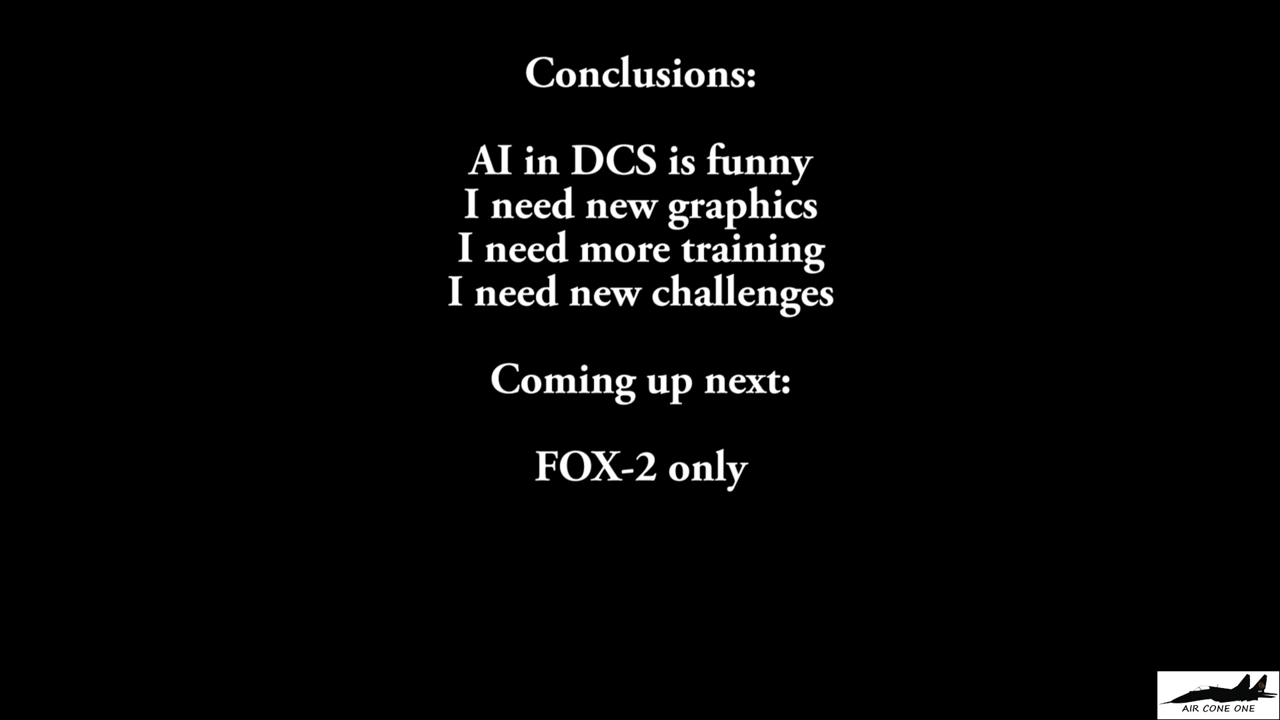 Conclusions:
AI in DCS is funny
I need new graphics
I need more training
I need new challenges
Coming up next:
FOX-2 only
AIR CONE ONE